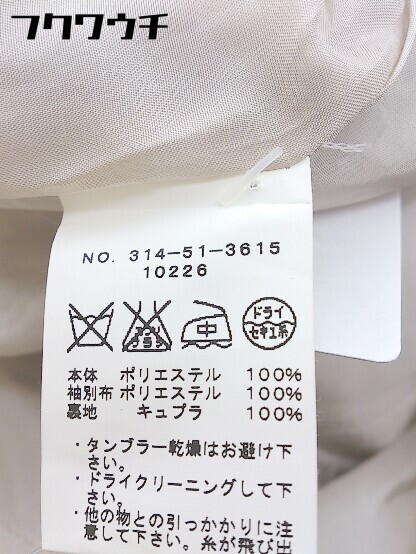 フクワウチ
NO. 314-51-3615
10226
中
ドライ
セキユ系
本体 ポリエステル 100%
袖別布 ポリエステル 100%
裏地 キュプラ 100%
・タンブラー乾燥はお避け下
さい。
・ドライクリーニングして下
さい。
・他の物との引っかかりに注
意して下さい。糸が飛び出